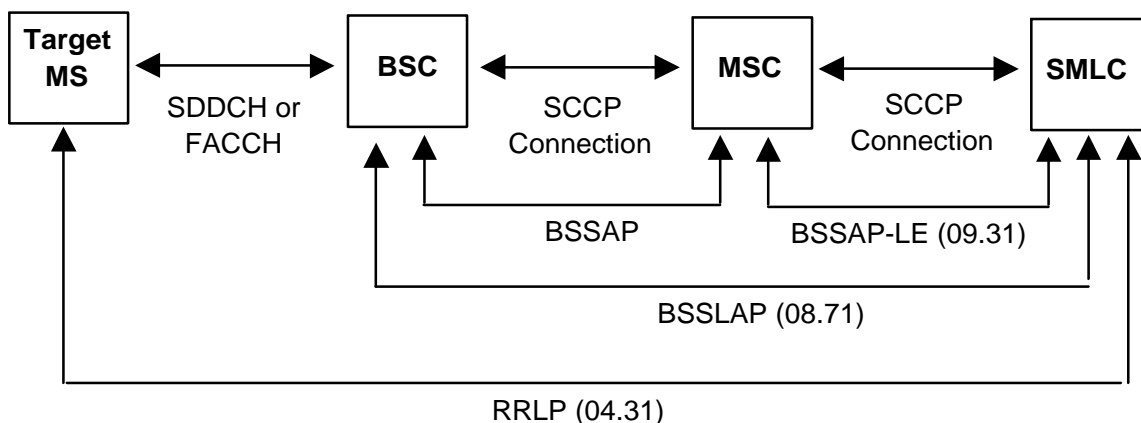 Target
MS
BSC
MSC
SMLC
SDDCH or
FACCH
SCCP
Connection
SCCP
Connection
BSSAP
BSSAP-LE (09.31)
BSSLAP (08.71)
RRLP (04.31)